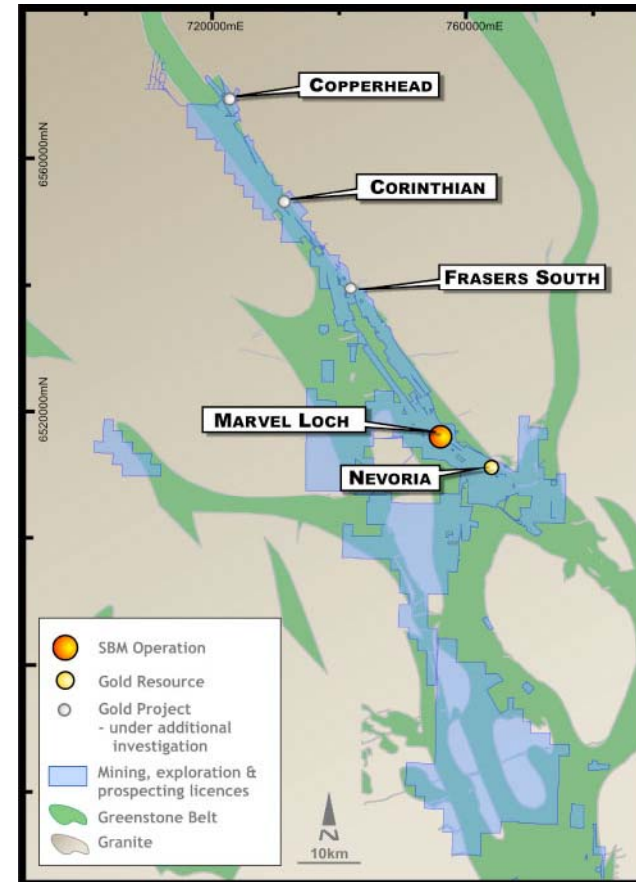 720000mE
760000mE
COPPERHEAD
6560000mN
CORINTHIAN
FRASERS SOUTH
6520000mN
MARVEL LOCH
NEVORIA
SBM Operation
Gold Resource
Gold Project
- under additional
investigation
Mining, exploration &
prospecting licences
Greenstone Belt
Granite
N
10km